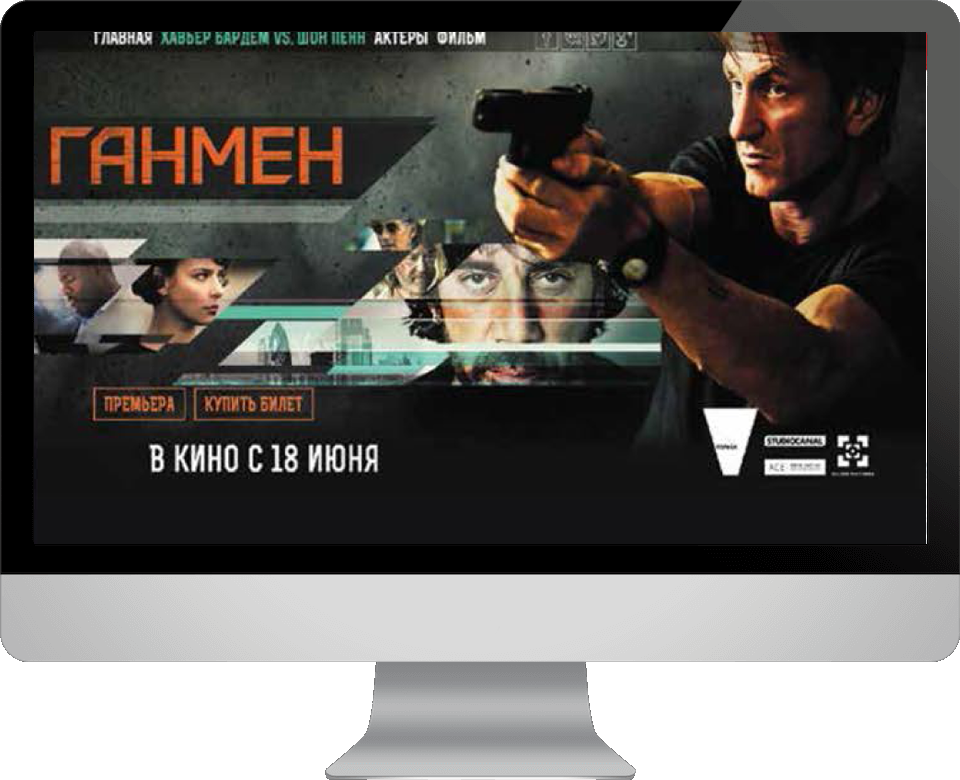 ГЛАВНАЯ ХАВЬЕР БАРДЕМ VS. ШОН ПЕНН АКТЕРЫ ФИЛЬМ
ГАНМЕН
ПРЕМЬЕРА КУПИТЬ БИЛЕТ
В КИНО С 18 ИЮНЯ
STUDIOCANAL
ACE